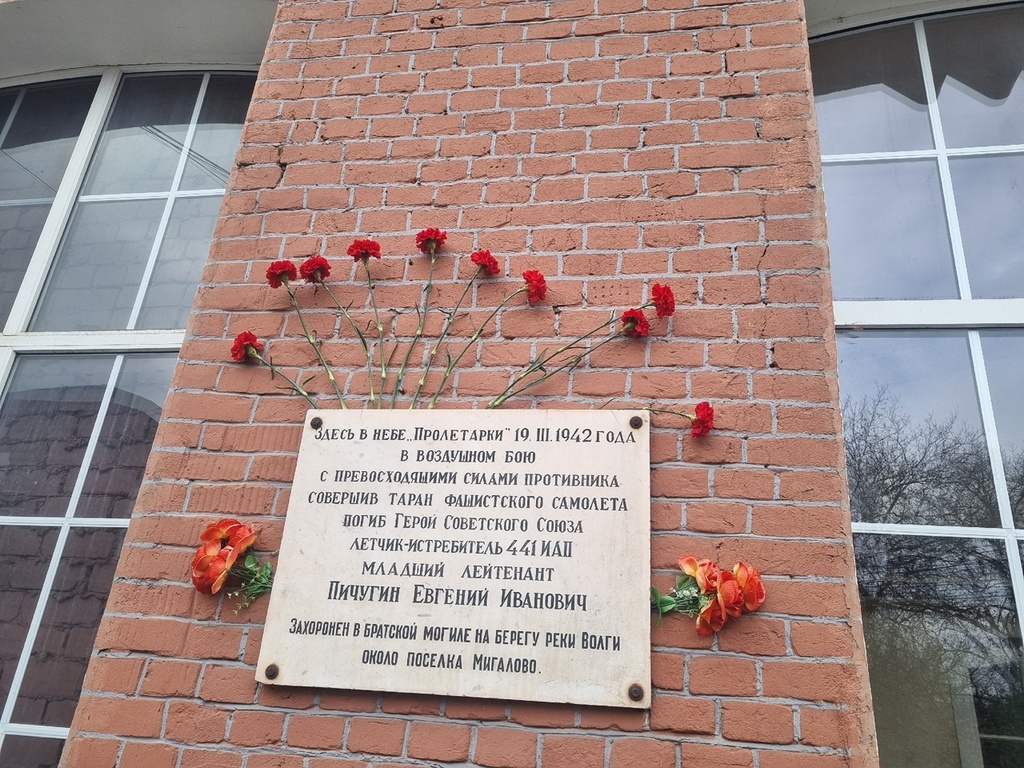 Здесь в небе „Пролетарки" 19.III.1942 года
в воздушном бою
с превосходящими силами противника
совершив таран фашистского самолета
погиб Герой Советского Союза
летчик-истребитель 441 ИАП
младший лейтенант
Пичугин Евгений Иванович
Захоронен в братской могиле на берегу реки Волги
около поселка Мигалово.